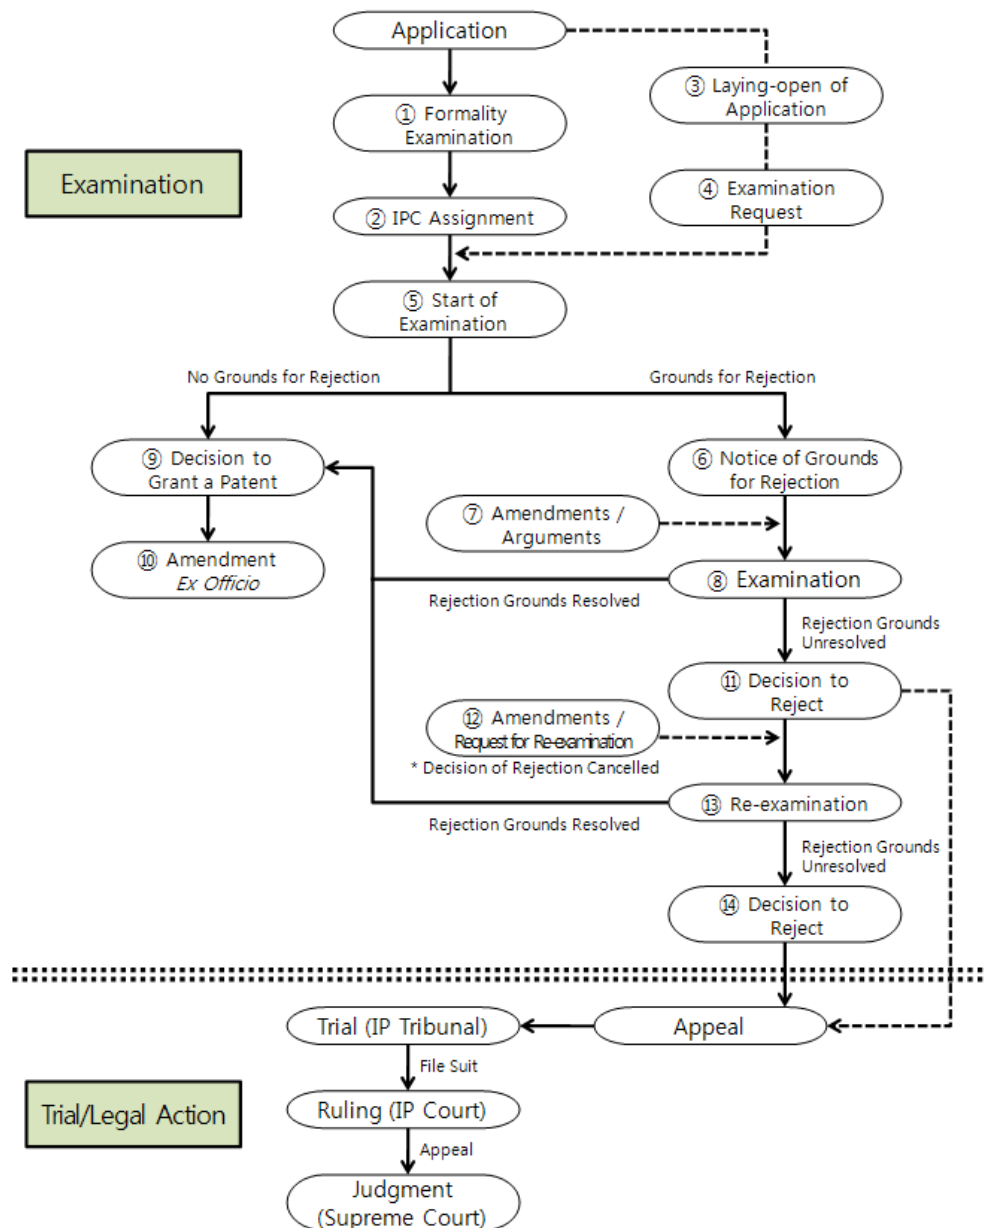 Application
③ Laying-open of
Application
① Formality
Examination
Examination
④ Examination
Request
② IPC Assignment
⑤ Start of
Examination
No Grounds for Rejection
Grounds for Rejection
⑨ Decision to
Grant a Patent
⑥ Notice of Grounds
for Rejection
⑦ Amendments /
Arguments
⑩ Amendment
Ex Officio
⑧ Examination
Rejection Grounds Resolved
Rejection Grounds
Unresolved
⑪ Decision to
Reject
⑫ Amendments /
Request for Re-examination
* Decision of Rejection Cancelled
⑬ Re-examination
Rejection Grounds Resolved
Rejection Grounds
Unresolved
⑭ Decision to
Reject
Trial (IP Tribunal)
Appeal
File Suit
Trial/Legal Action
Ruling (IP Court)
Appeal
Judgment
(Supreme Court)